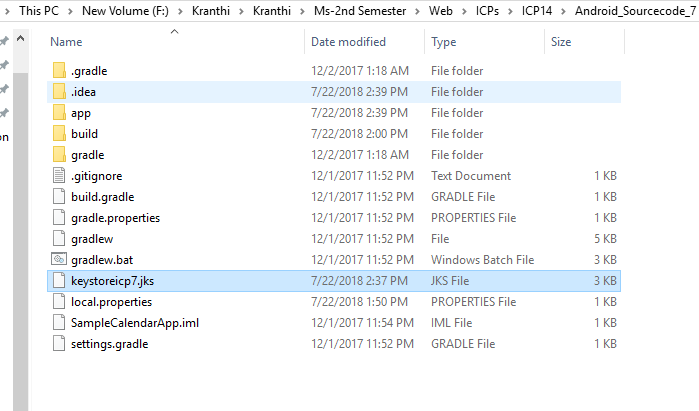 This PC > New Volume (F:) > Kranthi > Kranthi > Ms-2nd Semester > Web > ICPs > ICP14 > Android_Sourcecode_7
Name Date modified Type Size
.gradle 12/2/2017 1:18 AM File folder
.idea 7/22/2018 2:39 PM File folder
app 7/22/2018 2:39 PM File folder
build 7/22/2018 2:00 PM File folder
on gradle 12/2/2017 1:18 AM File folder
.gitignore 12/1/2017 11:52 PM Text Document 1 KB
build.gradle 12/1/2017 11:52 PM GRADLE File 1 KB
gradle.properties 12/1/2017 11:52 PM PROPERTIES File 1 KB
gradlew 12/1/2017 11:52 PM File 5 KB
gradlew.bat 12/1/2017 11:52 PM Windows Batch File 3 KB
keystoreicp7.jks 7/22/2018 2:37 PM JKS File 3 KB
local.properties 7/22/2018 1:50 PM PROPERTIES File 1 KB
SampleCalendarApp.iml 12/1/2017 11:54 PM IML File 1 KB
settings.gradle 12/1/2017 11:52 PM GRADLE File 1 KB